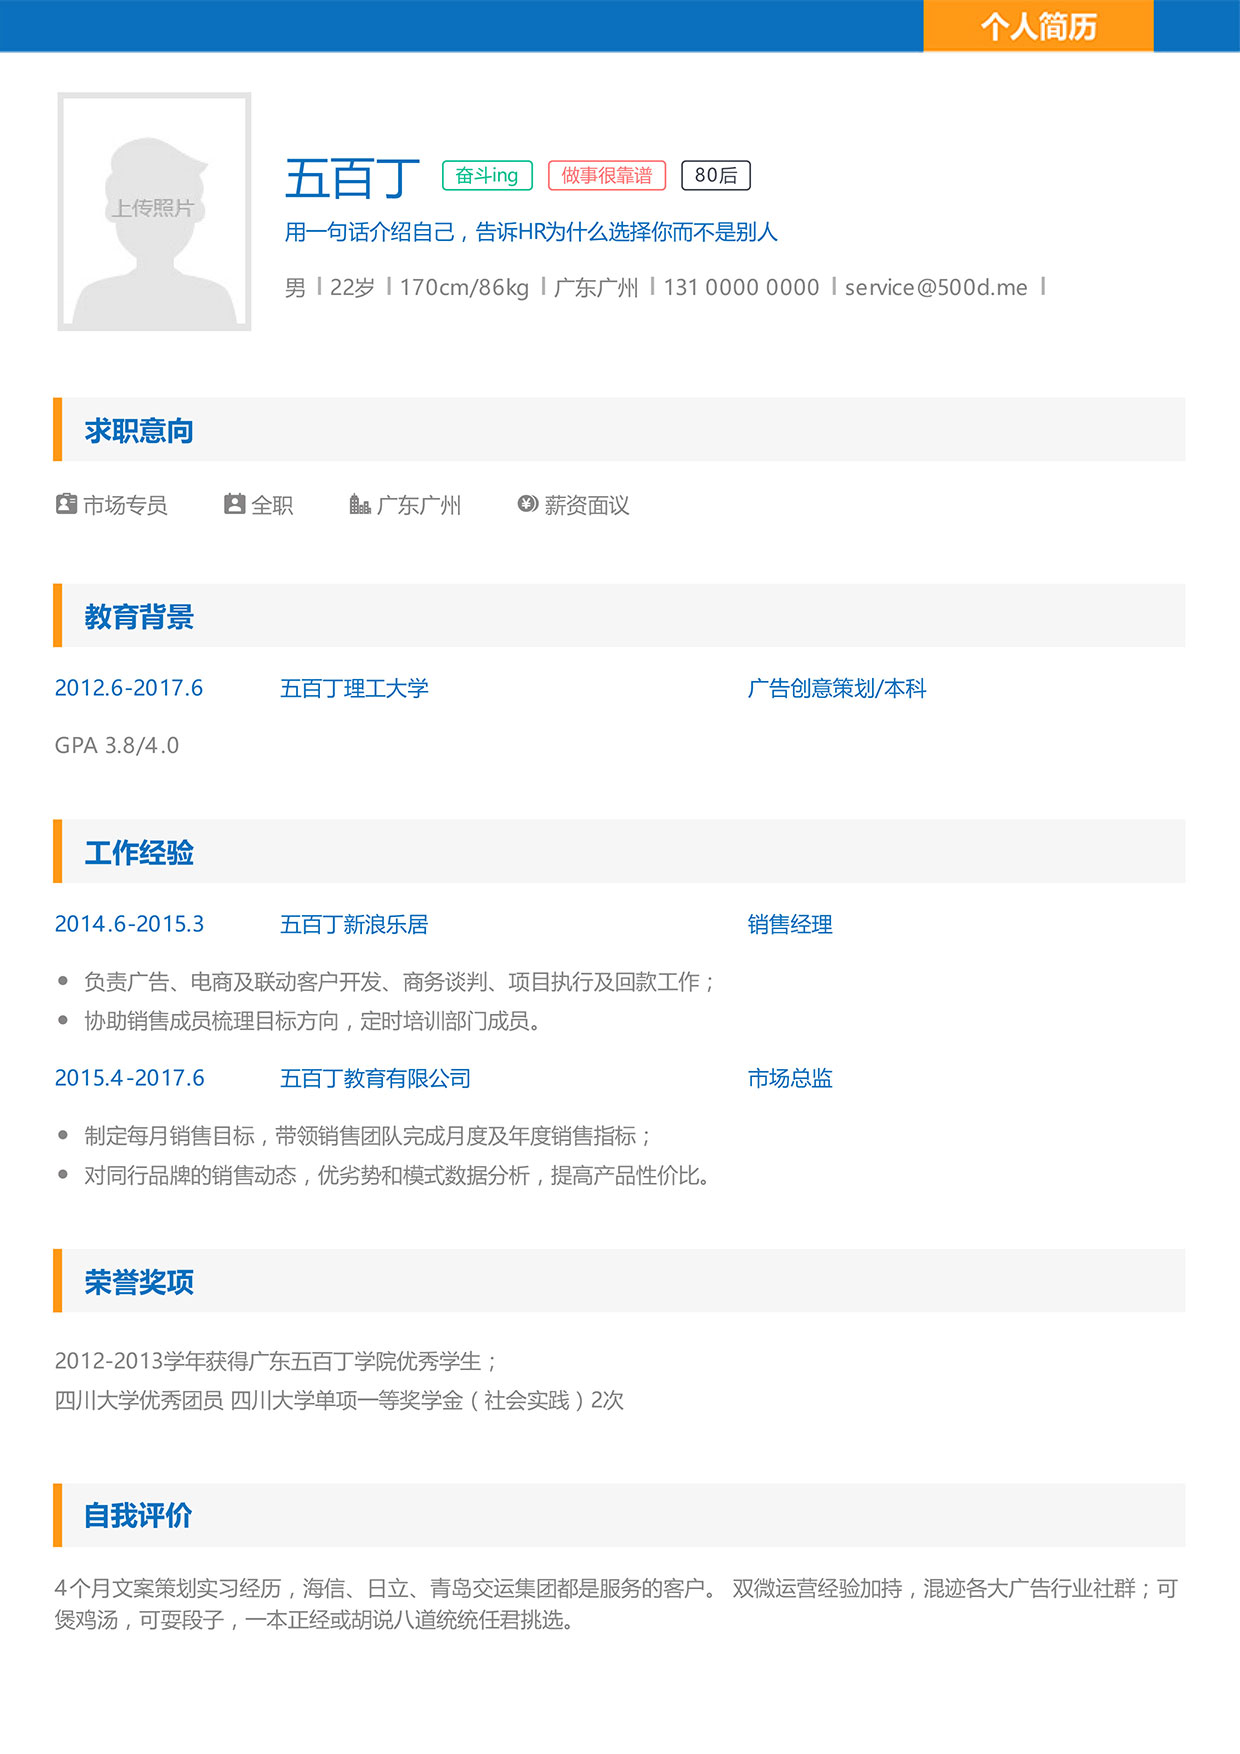 个人简历
上传照片
五百丁 奋斗ing 做事很靠谱 80后
用一句话介绍自己，告诉HR为什么选择你而不是别人
男 | 22岁 | 170cm/86kg | 广东广州 | 131 0000 0000 | service@500d.me |
求职意向
市场专员 全职 广东广州 薪资面议
教育背景
2012.6-2017.6 五百丁理工大学 广告创意策划/本科
GPA 3.8/4.0
工作经验
2014.6-2015.3 五百丁新浪乐居 销售经理
• 负责广告、电商及联动客户开发、商务谈判、项目执行及回款工作；
• 协助销售成员梳理目标方向，定时培训部门成员。
2015.4-2017.6 五百丁教育有限公司 市场总监
• 制定每月销售目标，带领销售团队完成月度及年度销售指标；
• 对同行品牌的销售动态，优劣势和模式数据分析，提高产品性价比。
荣誉奖项
2012-2013学年获得广东五百丁学院优秀学生；
四川大学优秀团员 四川大学单项一等奖学金（社会实践）2次
自我评价
4个月文案策划实习经历，海信、日立、青岛交运集团都是服务的客户。 双微运营经验加持，混迹各大广告行业社群；可
煲鸡汤，可耍段子，一本正经或胡说八道统统任君挑选。